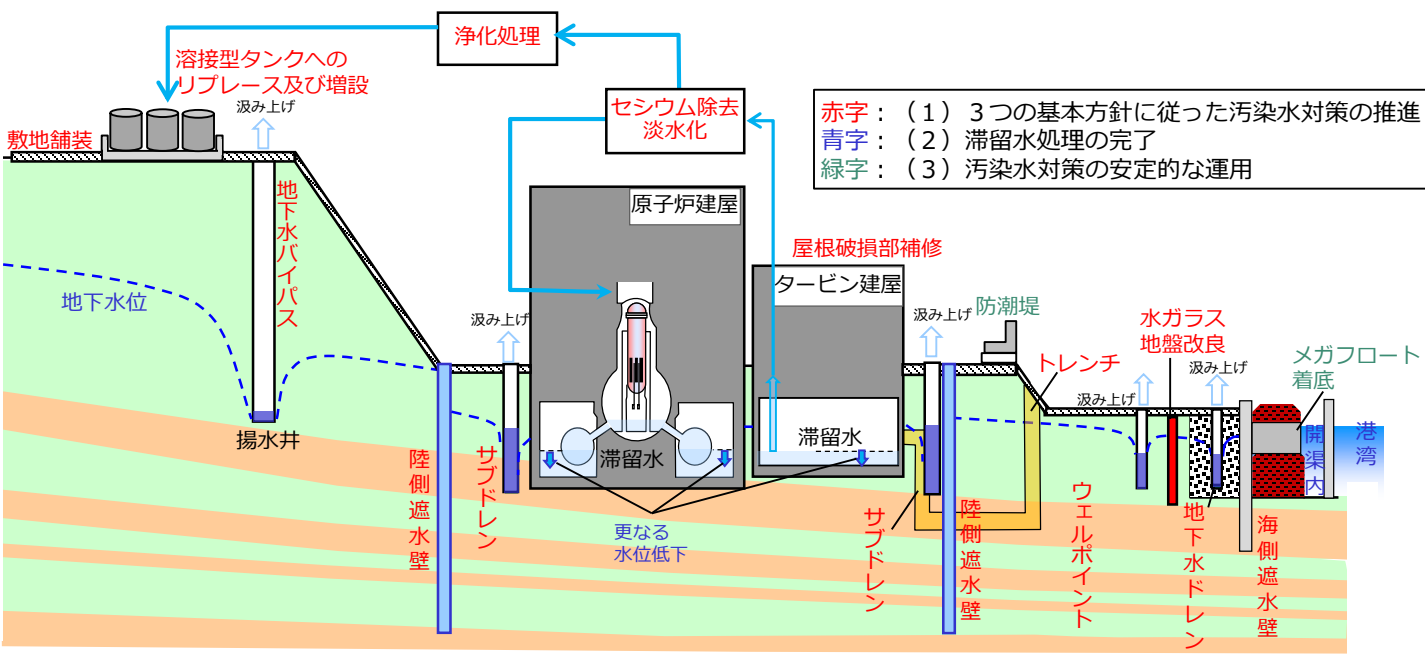 浄化処理
溶接型タンクへの
リプレース及び増設
汲み上げ
敷地舗装
セシウム除去
淡水化
赤字：（１）３つの基本方針に従った汚染水対策の推進
青字：（２）滞留水処理の完了
緑字：（３）汚染水対策の安定的な運用
地下水バイパス
地下水位
揚水井
原子炉建屋
屋根破損部補修
タービン建屋
汲み上げ
汲み上げ
防潮堤
水ガラス
地盤改良
トレンチ
汲み上げ
汲み上げ
メガフロート
着底
開渠内
港湾
滞留水
滞留水
陸側遮水壁
サブドレン
更なる
水位低下
サブドレン
陸側遮水壁
ウェルポイント
地下水ドレン
海側遮水壁